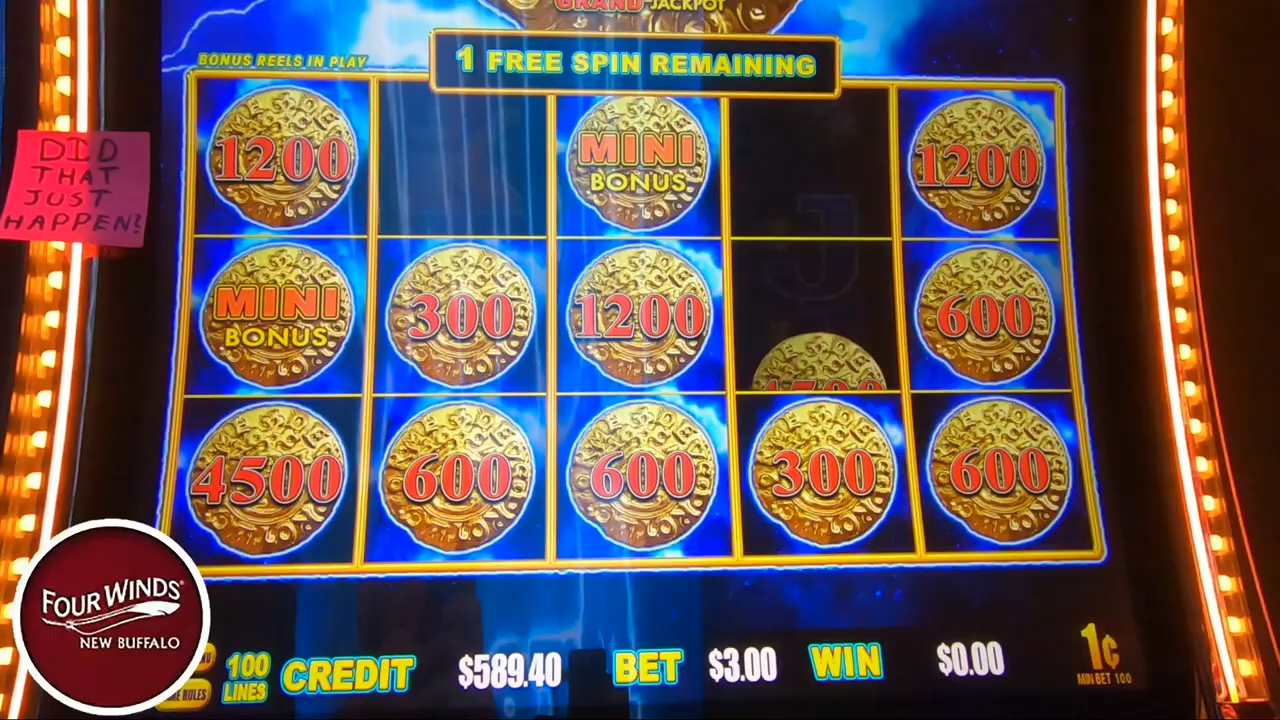 GRAND JACKPOT
BONUS REELS IN PLAY
1 FREE SPIN REMAINING
DID
THAT
JUST
HAPPEN?
1200
MINI
BONUS
1200
J
MINI
BONUS
300
1200
600
4500
600
600
300
600
FOUR WINDS®
NEW BUFFALO
100
LINES
CREDIT
$589.40
BET
$3.00
WIN
$0.00
1¢
MIN BET 100
RULES